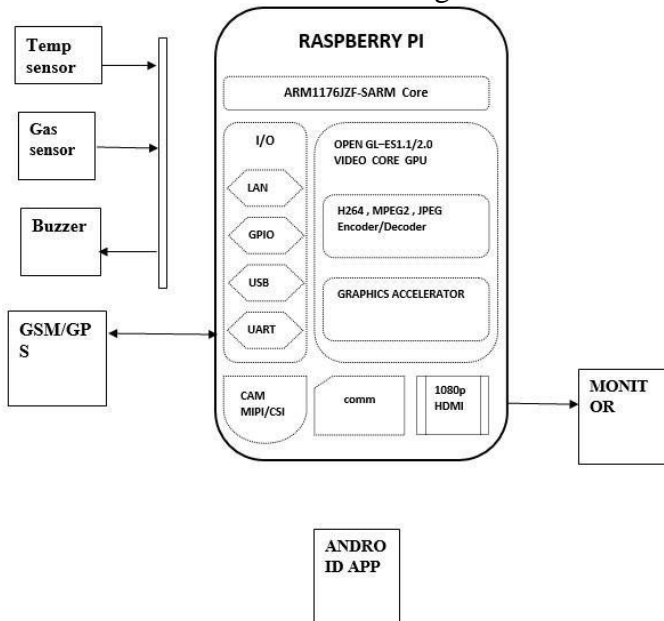 RASPBERRY PI
ARM1176JZF-SARM Core
Temp
sensor
Gas
sensor
Buzzer
GSM/GP
S
I/O
LAN
GPIO
USB
UART
OPEN GL–ES1.1/2.0
VIDEO CORE GPU
H264 , MPEG2 , JPEG
Encoder/Decoder
GRAPHICS ACCELERATOR
CAM
MIPI/CSI
comm
1080p
HDMI
MONIT
OR
ANDRO
ID APP